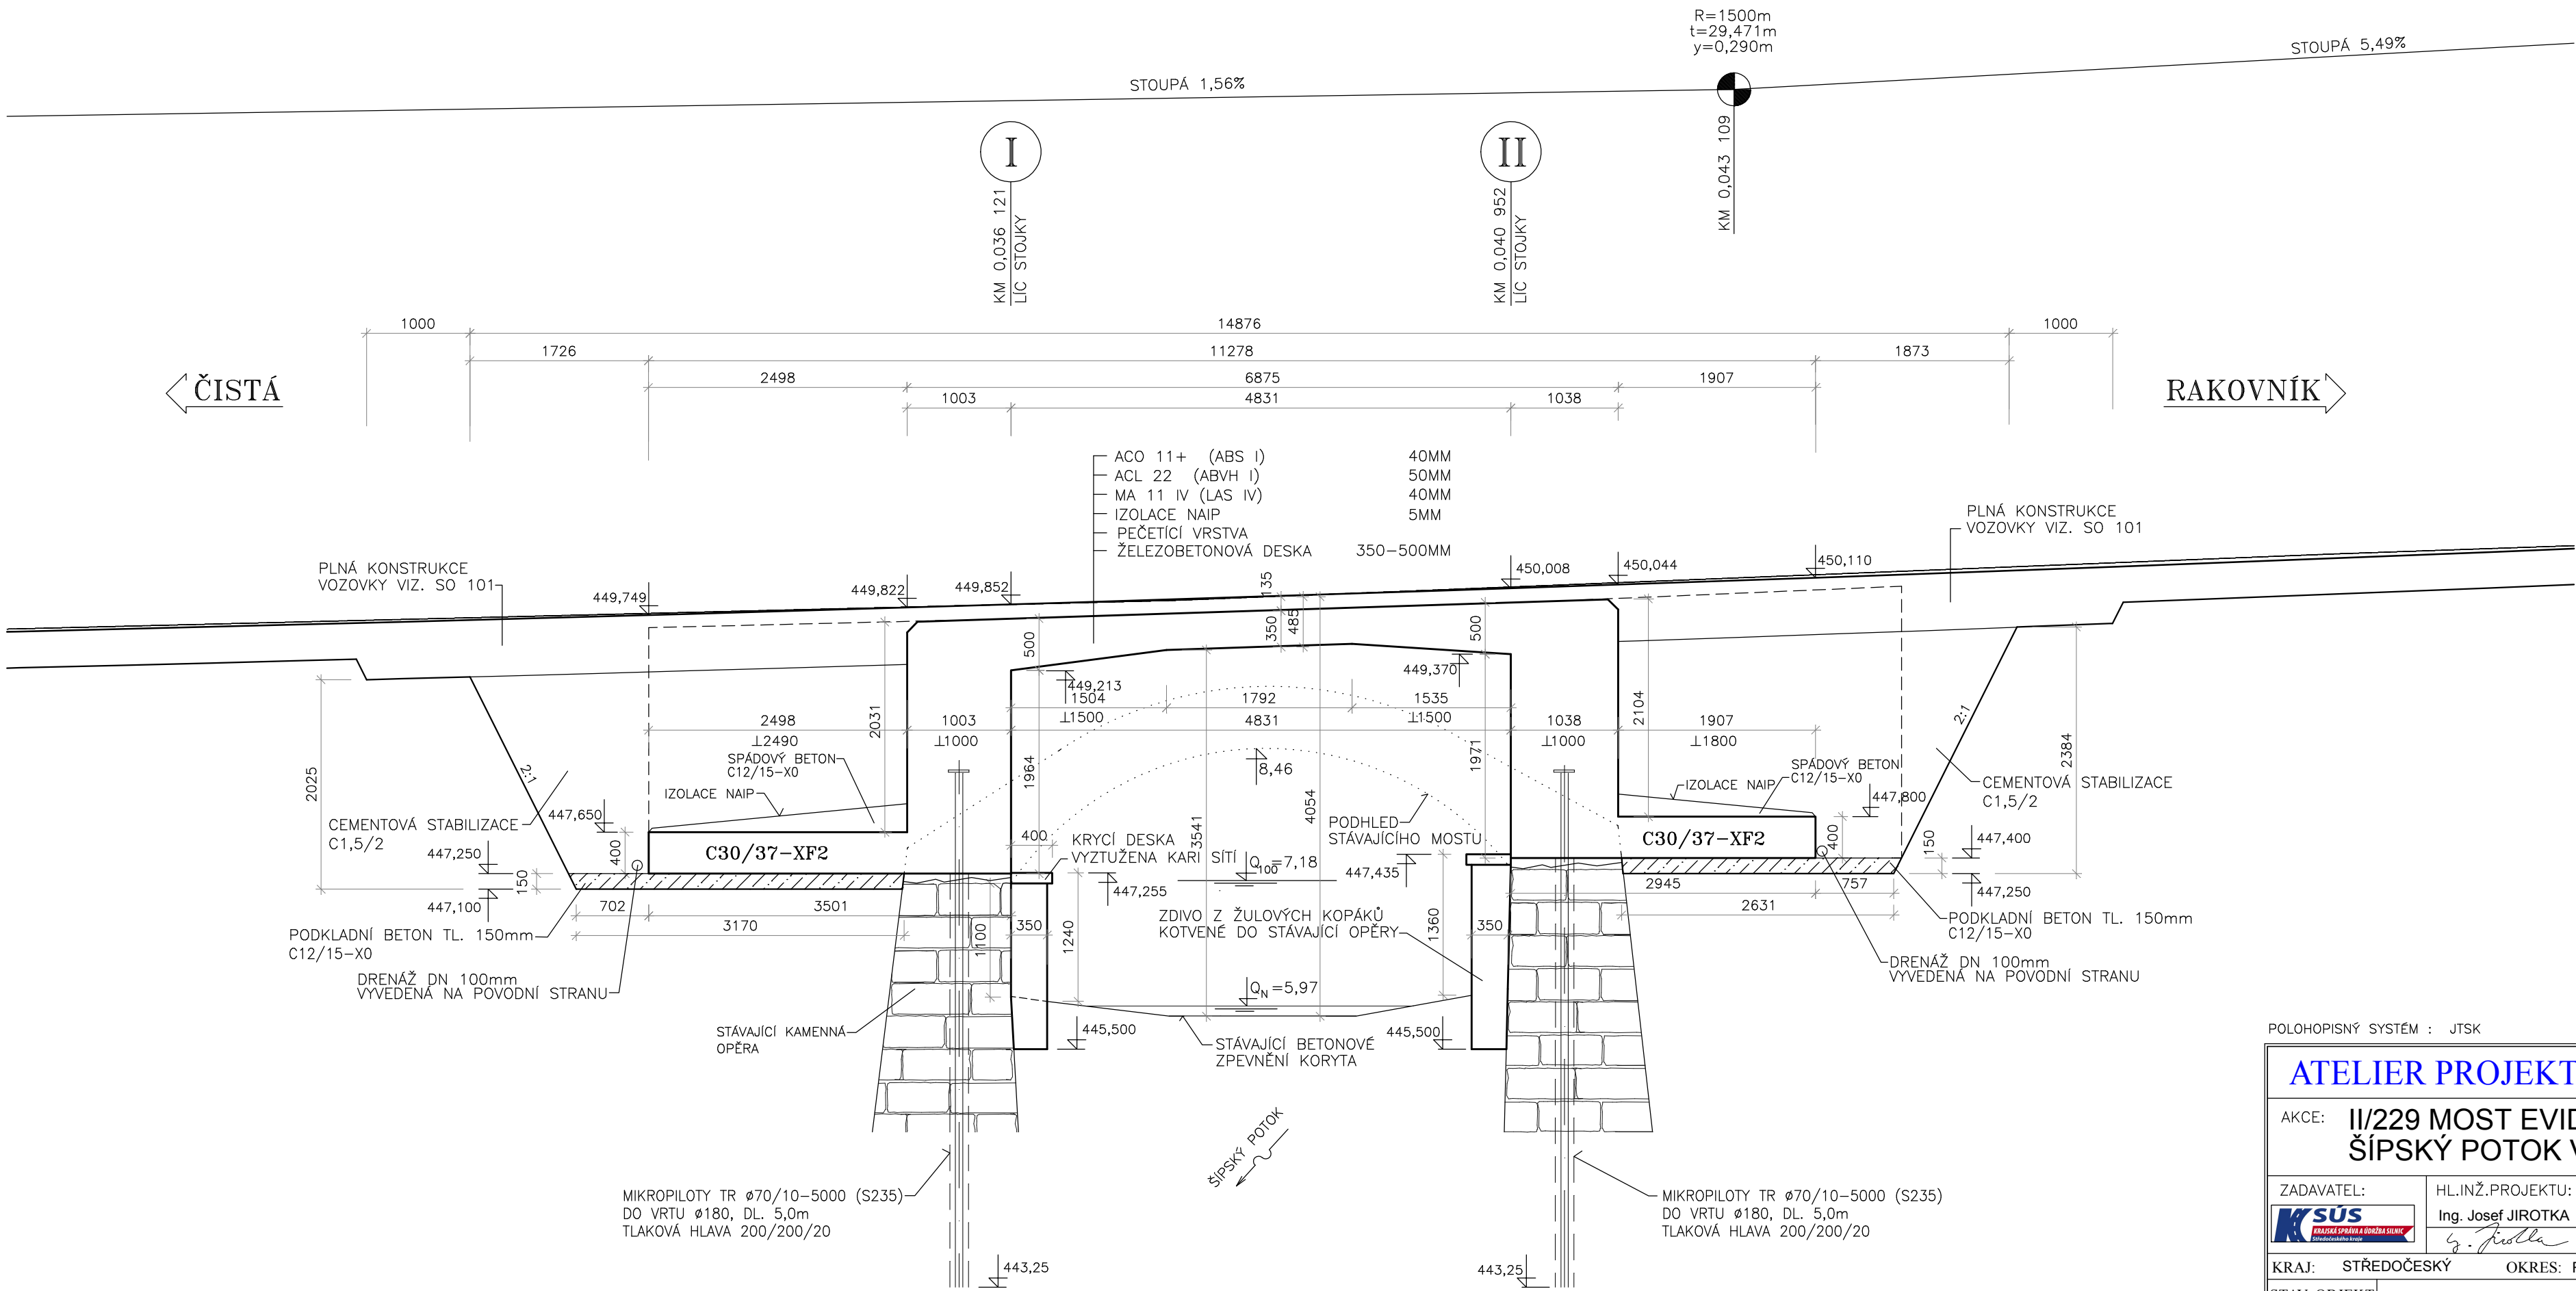 R=1500m
t=29,471m
y=0,290m
STOUPÁ 5,49%
STOUPÁ 1,56%
I
II
KM 0,036 121
LÍC STOJKY
KM 0,040 952
LÍC STOJKY
KM 0,043 109
1000
14876
1000
1726
11278
1873
2498
6875
1907
1003
4831
1038
ČISTÁ
RAKOVNÍK
ACO 11+ (ABS I) 40MM
ACL 22 (ABVH I) 50MM
MA 11 IV (LAS IV) 40MM
IZOLACE NAIP 5MM
PEČETÍCÍ VRSTVA
ŽELEZOBETONOVÁ DESKA 350-500MM
PLNÁ KONSTRUKCE
VOZOVKY VIZ. SO 101
PLNÁ KONSTRUKCE
VOZOVKY VIZ. SO 101
449,749
449,822
449,852
135
450,008
450,044
450,110
500
350
485
500
449,213
449,370
1504
1792
1535
⊥1500
4831
⊥1500
2031
2104
2498
1003
1038
1907
⊥2490
⊥1000
⊥1000
⊥1800
2025
2:1
2:1
2384
SPÁDOVÝ BETON
C12/15-X0
IZOLACE NAIP
1964
8,46
1971
4054
3541
SPÁDOVÝ BETON
C12/15-X0
IZOLACE NAIP
CEMENTOVÁ STABILIZACE
C1,5/2
CEMENTOVÁ STABILIZACE
C1,5/2
447,650
447,800
447,250
447,100
150
400
C30/37-XF2
C30/37-XF2
400
150
447,400
447,250
400
KRYCÍ DESKA
VYZTUŽENA KARI SÍTÍ
PODHLED
STÁVAJÍCÍHO MOSTU
Q100=7,18
447,255
447,435
702
3501
3170
2945
757
2631
1100
350
1240
1360
350
ZDIVO Z ŽULOVÝCH KOPÁKŮ
KOTVENÉ DO STÁVAJÍCÍ OPĚRY
PODKLADNÍ BETON TL. 150mm
C12/15-X0
PODKLADNÍ BETON TL. 150mm
C12/15-X0
DRENÁŽ DN 100mm
VYVEDENÁ NA POVODNÍ STRANU
DRENÁŽ DN 100mm
VYVEDENÁ NA POVODNÍ STRANU
QN=5,97
STÁVAJÍCÍ KAMENNÁ
OPĚRA
445,500
445,500
STÁVAJÍCÍ BETONOVÉ
ZPEVNĚNÍ KORYTA
ŠÍPSKÝ POTOK
MIKROPILOTY TR ø70/10-5000 (S235)
DO VRTU ø180, DL. 5,0m
TLAKOVÁ HLAVA 200/200/20
MIKROPILOTY TR ø70/10-5000 (S235)
DO VRTU ø180, DL. 5,0m
TLAKOVÁ HLAVA 200/200/20
443,25
443,25
POLOHOPISNÝ SYSTÉM : JTSK
ATELIER PROJEKT
AKCE: II/229 MOST EVID
ŠÍPSKÝ POTOK V
ZADAVATEL:
HL.INŽ.PROJEKTU:
KSÚS
KRAJSKÁ SPRÁVA A ÚDRŽBA SILNIC
Středočeského kraje
Ing. Josef JIROTKA
KRAJ: STŘEDOČESKÝ OKRES: